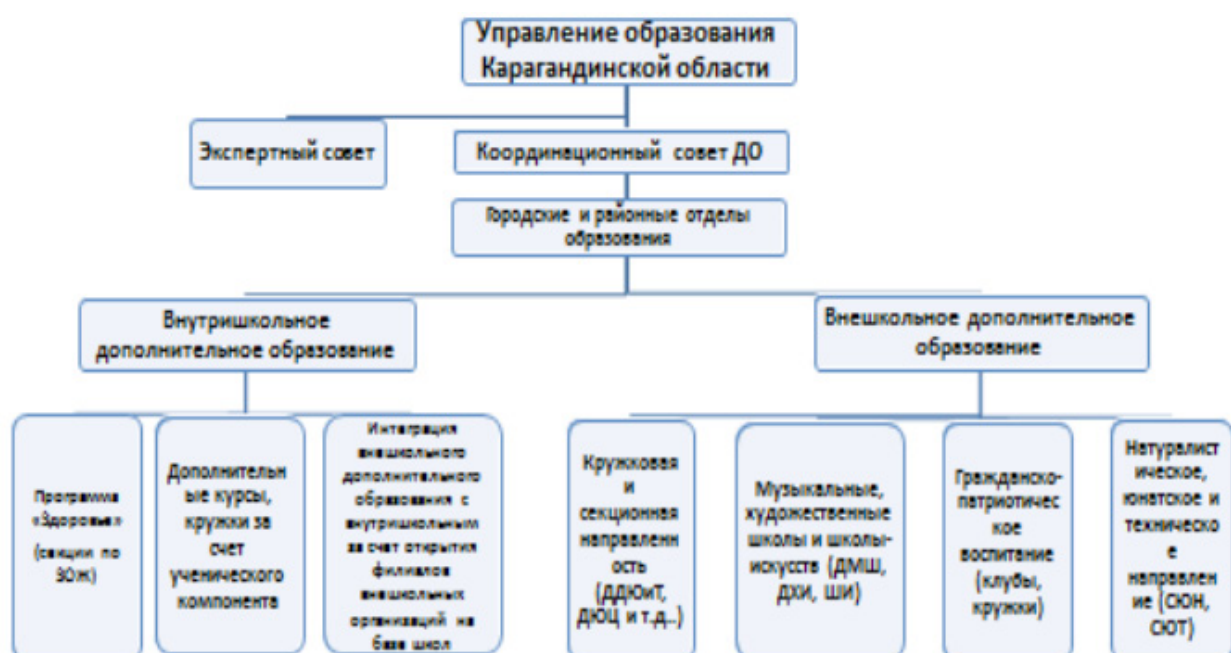 Управление образования
Карагандинской области
Экспертный совет
Координационный совет ДО
Городские и районные отделы
образования
Внутришкольное
дополнительное образование
Внешкольное дополнительное
образование
Программа
«Здоровье»
(секции по
ЗОЖ)
Дополнительн
ые курсы,
кружки за
счет
ученического
компонента
Интеграция
внешкольного
дополнительного
образования с
внутришкольным
за счет открытия
филиалов
внешкольных
организаций на
базе школ
Кружковая
и
секционная
направленн
ость
(ДДЮиТ,
ДЮЦ и т.д..)
Музыкальные,
художественные
школы и школы-
искусств (ДМШ,
ДХИ, ШИ)
Гражданско-
патриотичес
кое
воспитание
(клубы,
кружки)
Натуралист
ическое,
юнатское и
техническо
е
направлен
ие (СЮН,
СЮТ)